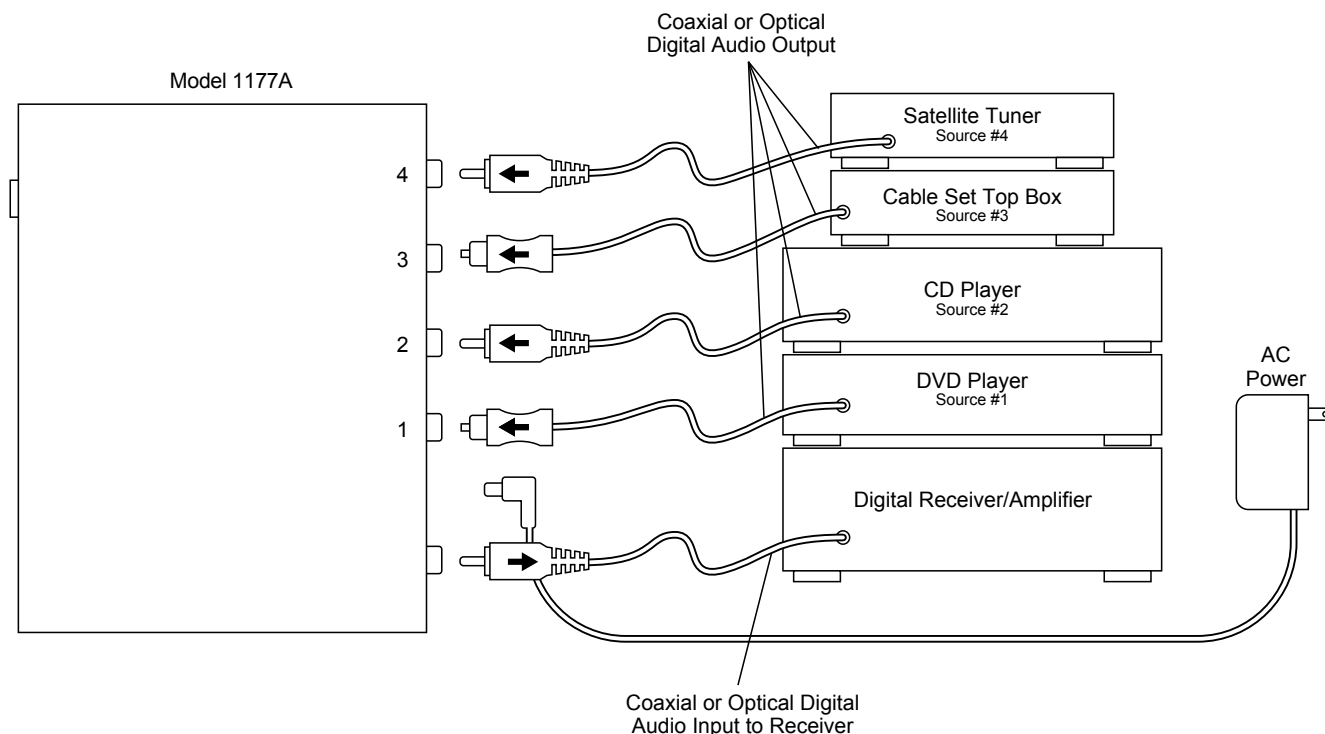 Coaxial or Optical
Digital Audio Output
Model 1177A
Satellite Tuner
Source #4
4
Cable Set Top Box
Source #3
3
CD Player
Source #2
2
AC
Power
DVD Player
Source #1
1
Digital Receiver/Amplifier
Coaxial or Optical Digital
Audio Input to Receiver